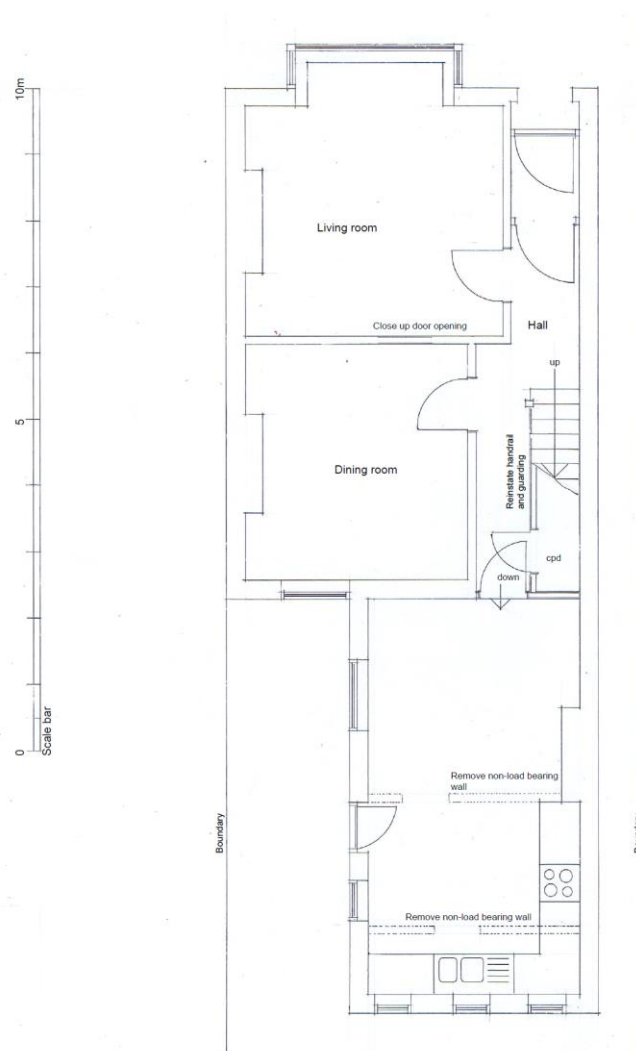 10m
Living room
Close up door opening
Hall
up
5
Dining room
Reinstate handrail
and guarding
cpd
down
0
Scale bar
Remove non-load bearing
wall
Boundary
Remove non-load bearing wall